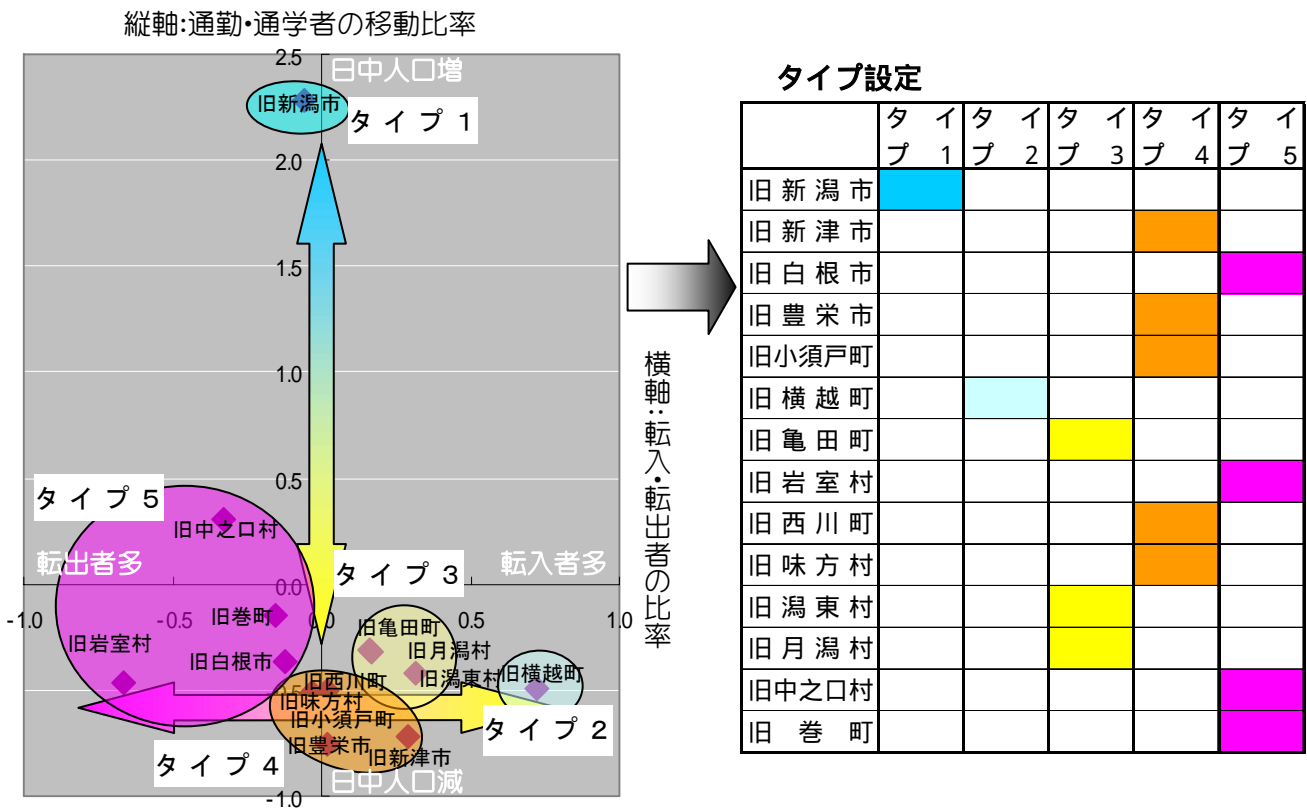 縦軸:通勤・通学者の移動比率
2.5
日中人口増
旧新潟市
タイプ1
2.0
1.5
1.0
0.5
タイプ5
旧中之口村
転出者多
タイプ3
転入者多
0.0
-1.0
-0.5
0.0
0.5
1.0
旧巻町
旧亀田町
旧岩室村
旧白根市
旧月潟村
旧潟東村
旧横越町
旧西川町
旧味方村
旧小須戸町
旧豊栄市
旧新津市
タイプ2
タイプ4
日中人口減
-1.0
横軸:転入・転出者の比率
タイプ設定
タイプ1 タイプ2 タイプ3 タイプ4 タイプ5
旧新潟市
旧新津市
旧白根市
旧豊栄市
旧小須戸町
旧横越町
旧亀田町
旧岩室村
旧西川町
旧味方村
旧潟東村
旧月潟村
旧中之口村
旧巻町